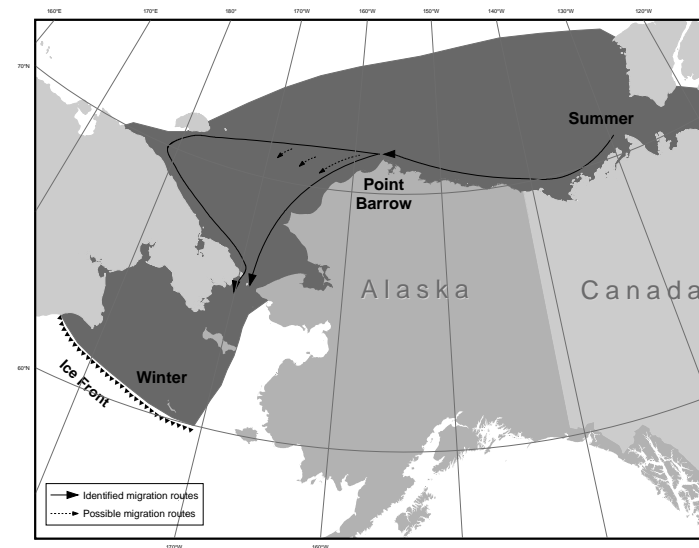 160°E
170°E
180°
170°W
160°W
150°W
140°W
130°W
120°W
70°N
Summer
Point
Barrow
Alaska
Canada
60°N
Winter
Ice Front
Identified migration routes
Possible migration routes
170°W
160°W